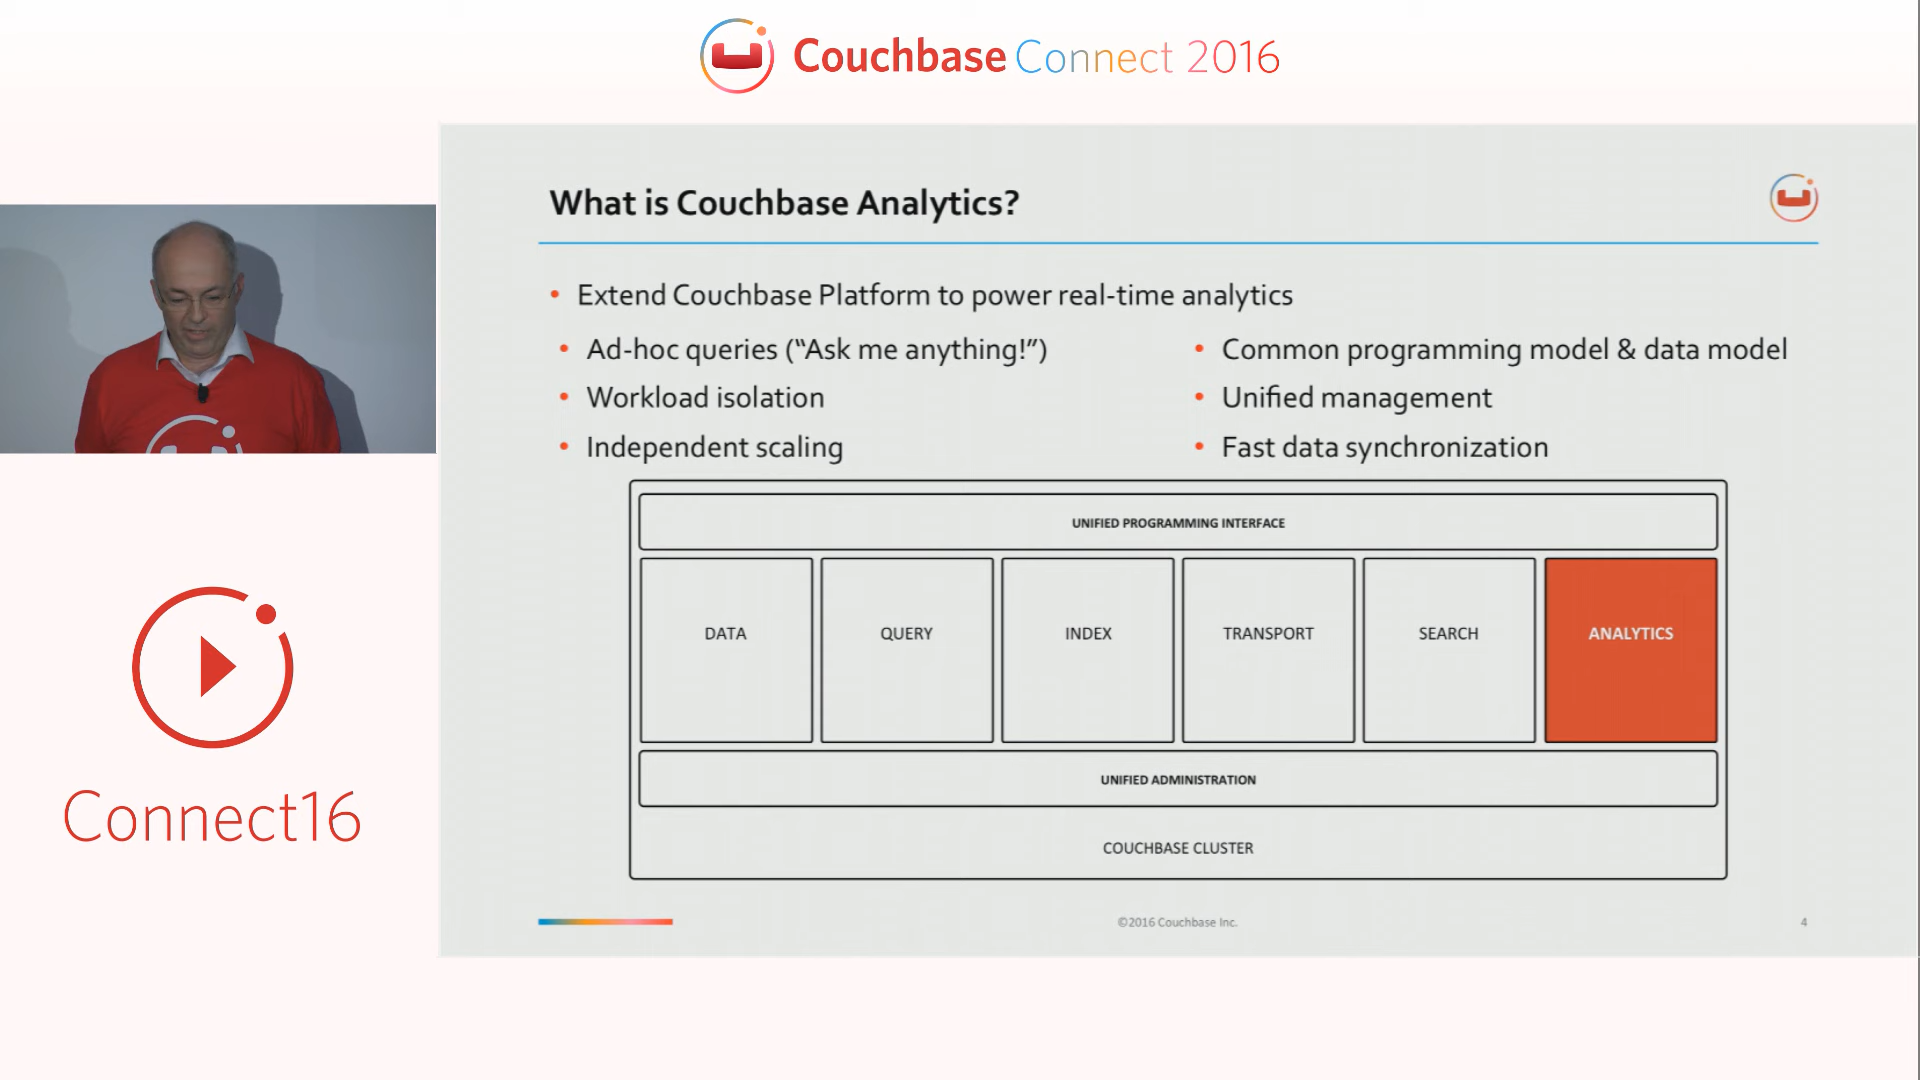 Couchbase Connect 2016
What is Couchbase Analytics?
• Extend Couchbase Platform to power real-time analytics
• Ad-hoc queries (“Ask me anything!”)
• Workload isolation
• Independent scaling
• Common programming model & data model
• Unified management
• Fast data synchronization
UNIFIED PROGRAMMING INTERFACE
DATA
QUERY
INDEX
TRANSPORT
SEARCH
ANALYTICS
UNIFIED ADMINISTRATION
COUCHBASE CLUSTER
©2016 Couchbase Inc.
4
Connect16